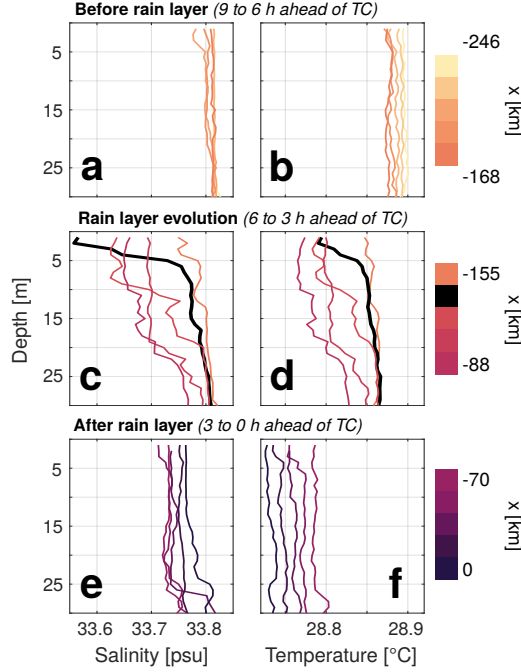 Before rain layer (9 to 6 h ahead of TC)
5
15
25
a
b
-246
-168
x [km]
Rain layer evolution (6 to 3 h ahead of TC)
Depth [m]
5
15
25
c
d
-155
-88
x [km]
After rain layer (3 to 0 h ahead of TC)
5
15
25
e
f
-70
0
x [km]
33.6 33.7 33.8 28.8 28.9
Salinity [psu] Temperature [°C]